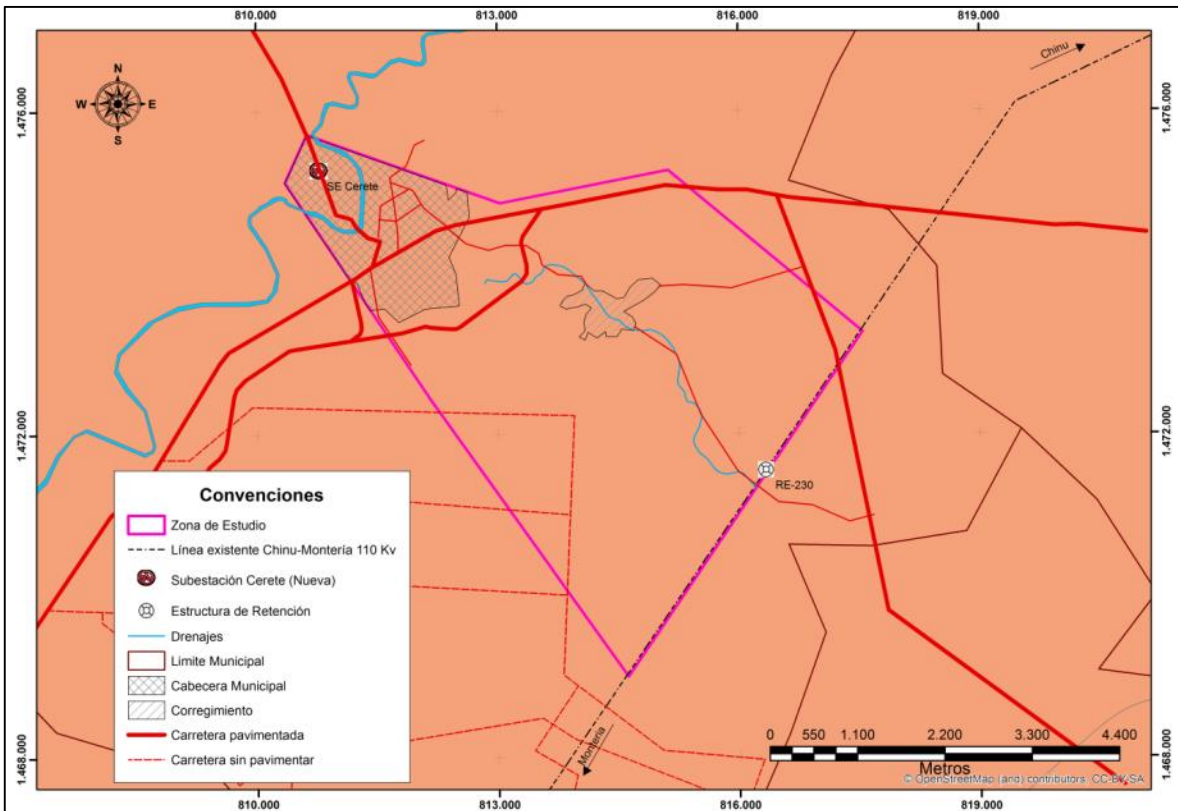 810.000 813.000 816.000 819.000
Chinu
N
W E
S
1.476.000 1.476.000
SE Cerete
1.472.000 1.472.000
RE-230
Convenciones
Zona de Estudio
Línea existente Chinu-Montería 110 Kv
Subestación Cerete (Nueva)
Estructura de Retención
Drenajes
Limite Municipal
Cabecera Municipal
Corregimiento
Carretera pavimentada
Carretera sin pavimentar
Montería
0 550 1.100 2.200 3.300 4.400
Metros
© OpenStreetMap (and) contributors, CC-BY-SA
1.468.000 1.468.000
810.000 813.000 816.000 819.000